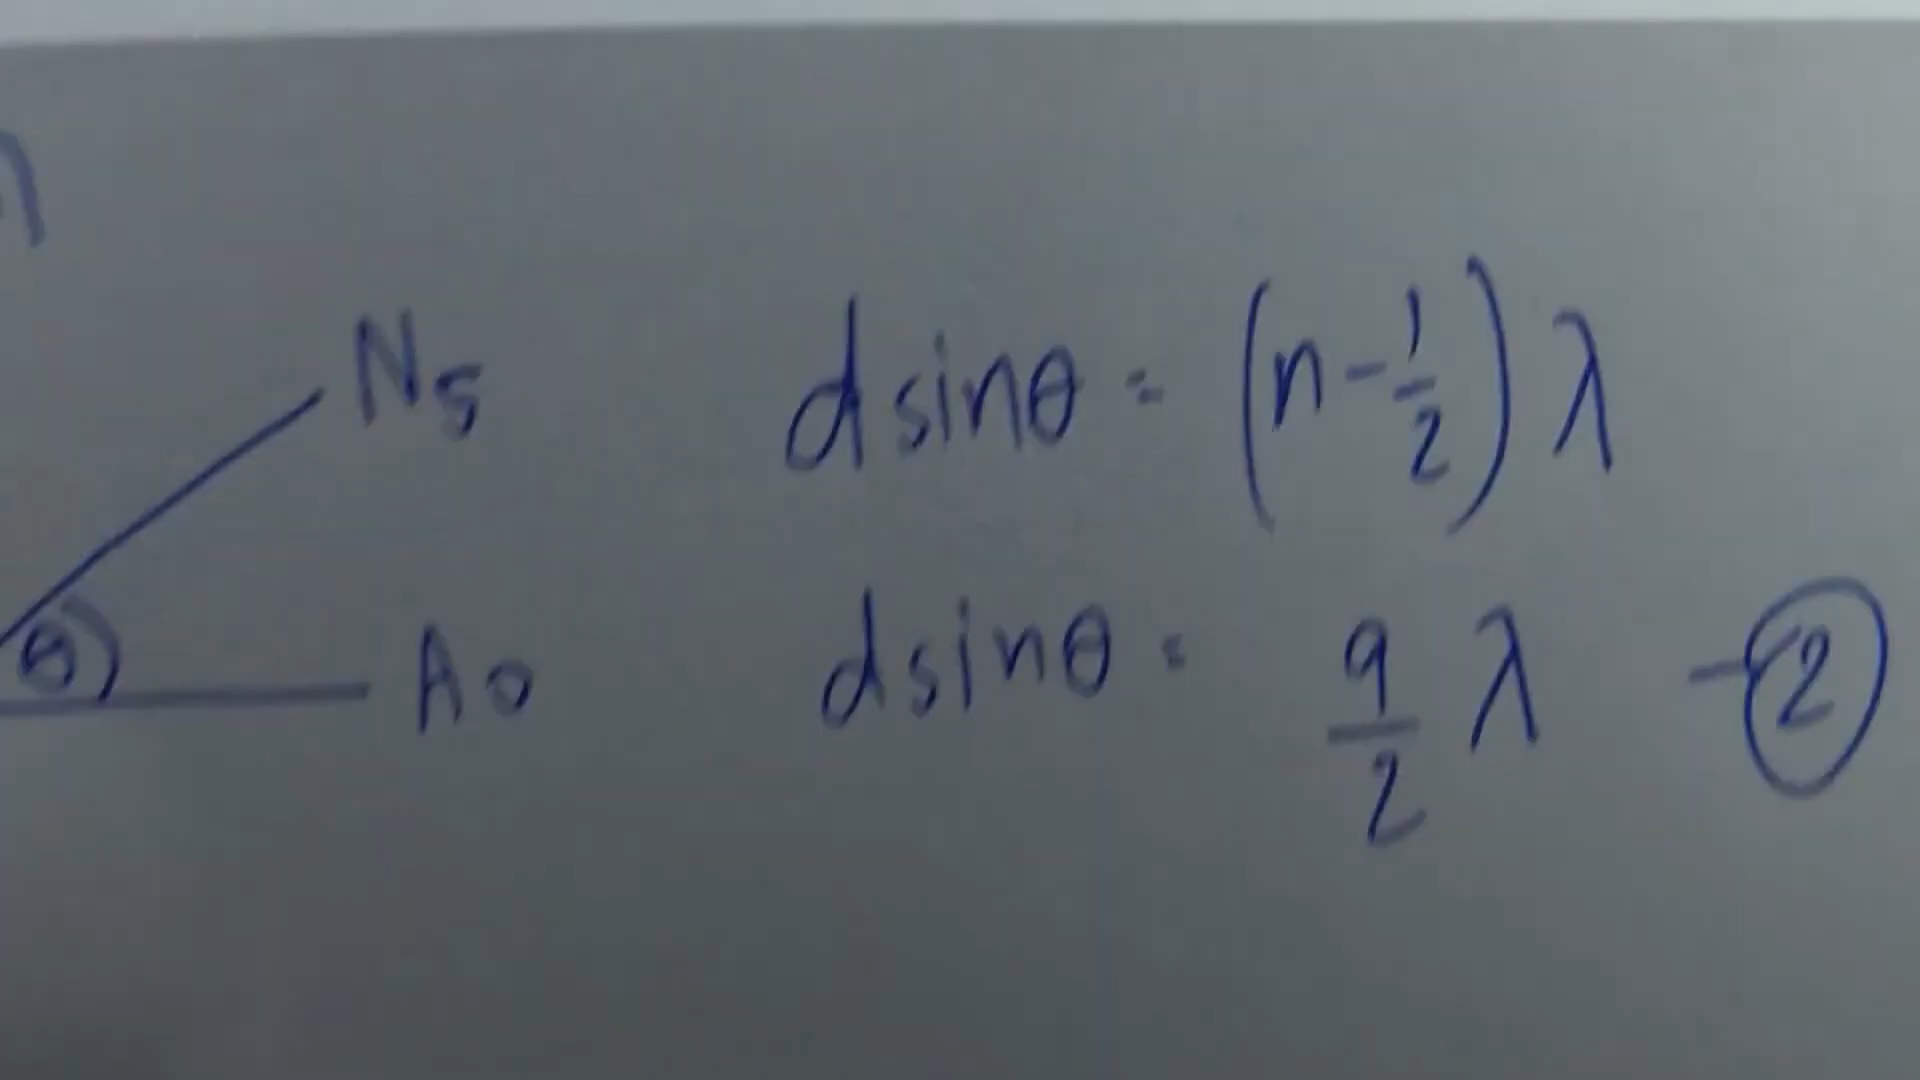 N₅ d sinθ = (n - 1/2) λ
θ A₀ d sinθ = 9/2 λ - ②